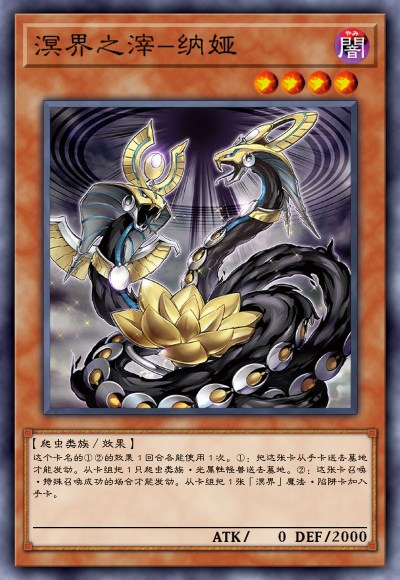 溟界之滓-纳娅
やみ
闇
【爬虫类族/效果】
这个卡名的①②的效果1回合各能使用1次。①：把这张卡从手卡送去墓地
才能发动。从卡组把1只爬虫类族·光属性怪兽送去墓地。②：这张卡召唤
·特殊召唤成功的场合才能发动。从卡组把1张「溟界」魔法·陷阱卡加入
手卡。
ATK/ 0 DEF/2000